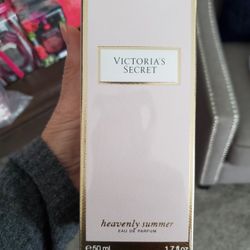 VICTORIA'S
SECRET
heavenly summer
EAU DE PARFUM
℮50 ml 1.7 fl oz